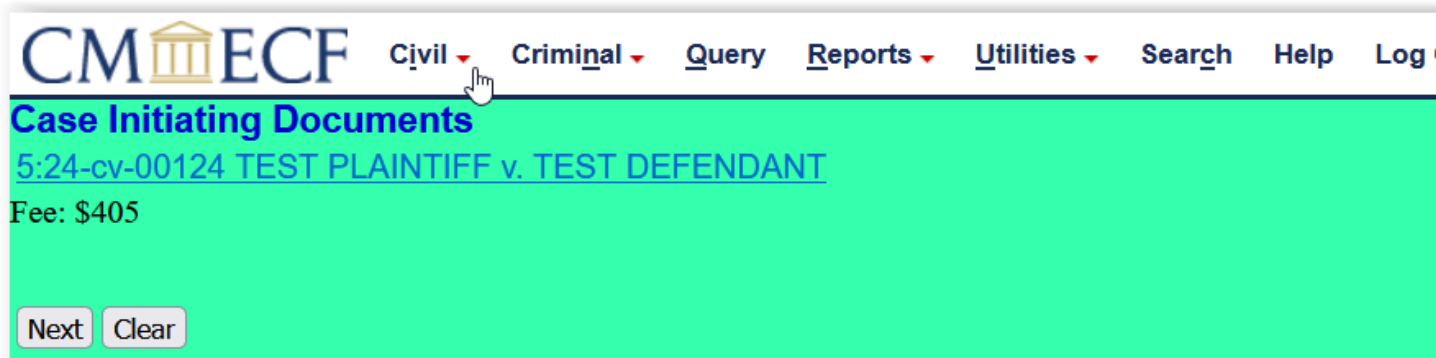 CM ECF Civil Criminal Query Reports Utilities Search Help Log
Case Initiating Documents
5:24-cv-00124 TEST PLAINTIFF v. TEST DEFENDANT
Fee: $405
Next Clear